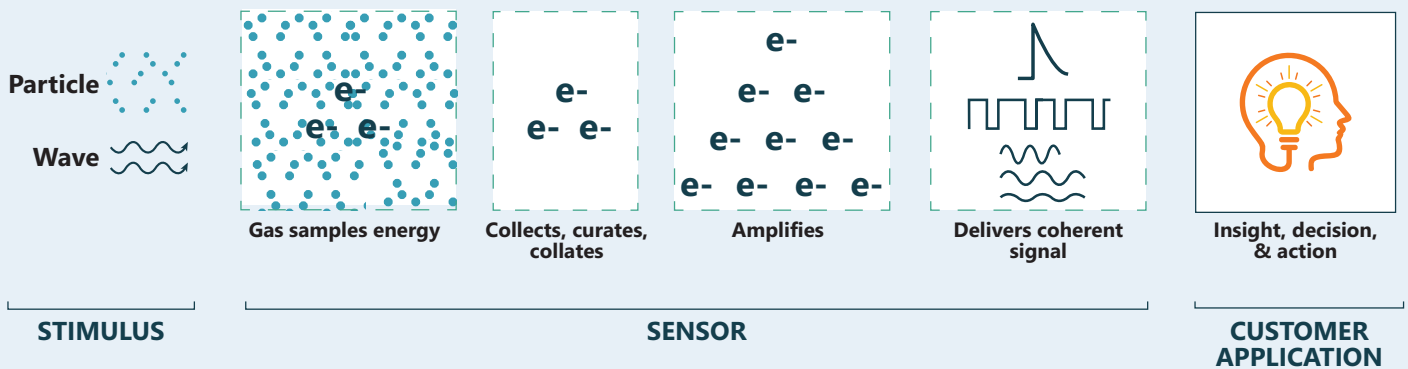 Particle
Wave
e-
e- e-
Gas samples energy
e-
e- e-
Collects, curates,
collates
e-
e- e-
e- e- e-
e- e- e- e-
Amplifies
Delivers coherent
signal
Insight, decision,
& action
STIMULUS
SENSOR
CUSTOMER
APPLICATION